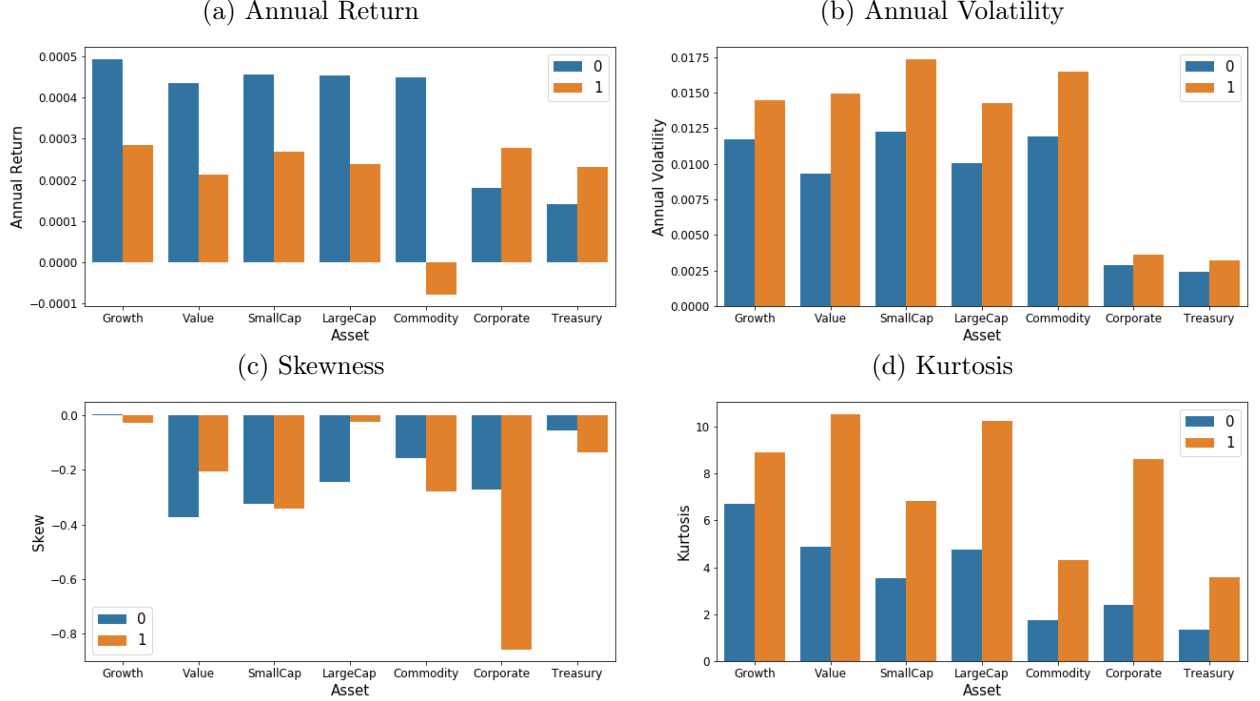 (a) Annual Return
0.0005
0.0004
0.0003
0.0002
0.0001
0.0000
−0.0001
Annual Return
0
1
Growth Value SmallCap LargeCap Commodity Corporate Treasury
Asset
(b) Annual Volatility
0.0175
0.0150
0.0125
0.0100
0.0075
0.0050
0.0025
0.0000
Annual Volatility
0
1
Growth Value SmallCap LargeCap Commodity Corporate Treasury
Asset
(c) Skewness
0.0
−0.2
−0.4
−0.6
−0.8
Skew
0
1
Growth Value SmallCap LargeCap Commodity Corporate Treasury
Asset
(d) Kurtosis
10
8
6
4
2
0
Kurtosis
0
1
Growth Value SmallCap LargeCap Commodity Corporate Treasury
Asset